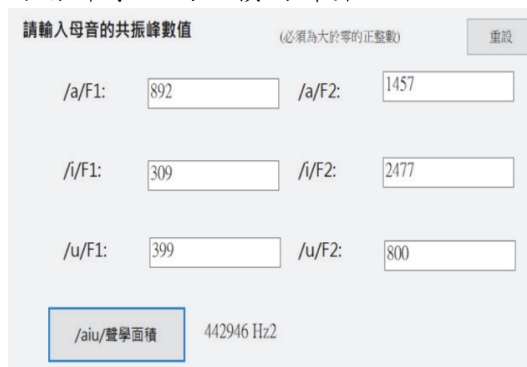 請輸入母音的共振峰數值 (必須為大於零的正整數) 重設
/a/F1: 892 /a/F2: 1457
/i/F1: 309 /i/F2: 2477
/u/F1: 399 /u/F2: 800
/aiu/聲學面積 442946 Hz2